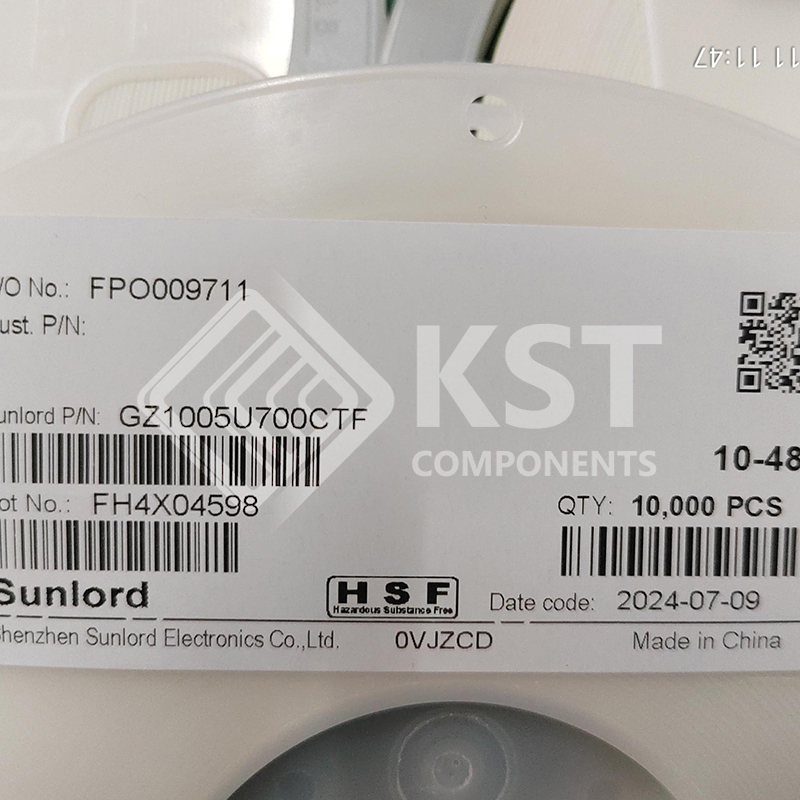 11 11:47
/O No.: FPO009711
ust. P/N:
unlord P/N: GZ1005U700CTF
10-48
ot No.: FH4X04598
QTY: 10,000 PCS
Sunlord
HSF
Hazardous Substance Free
Date code: 2024-07-09
Shenzhen Sunlord Electronics Co.,Ltd.
0VJZCD
Made in China
KST
COMPONENTS